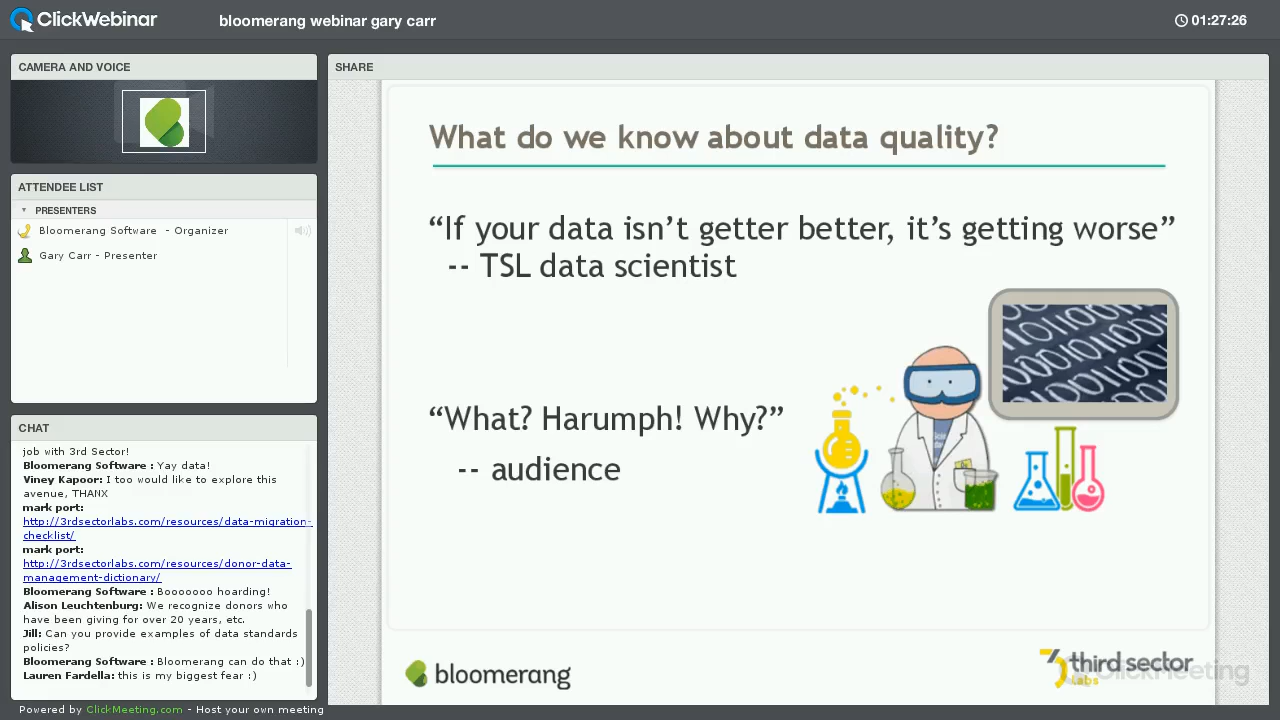 ClickWebinar
bloomerang webinar gary carr
01:27:26
CAMERA AND VOICE
SHARE
ATTENDEE LIST
PRESENTERS
Bloomerang Software - Organizer
Gary Carr - Presenter
CHAT
job with 3rd Sector!
Bloomerang Software : Yay data!
Viney Kapoor: I too would like to explore this
avenue, THANX
mark port:
http://3rdsectorlabs.com/resources/data-migration-
checklist/
mark port:
http://3rdsectorlabs.com/resources/donor-data-
management-dictionary/
Bloomerang Software : Booooooo hoarding!
Alison Leuchtenburg: We recognize donors who
have been giving for over 20 years, etc.
Jill: Can you provide examples of data standards
policies?
Bloomerang Software : Bloomerang can do that :)
Lauren Fardella: this is my biggest fear :)
Powered by ClickMeeting.com - Host your own meeting
What do we know about data quality?
“If your data isn’t getter better, it’s getting worse”
-- TSL data scientist
“What? Harumph! Why?”
-- audience
bloomerang
third sector
labs
ClickMeeting